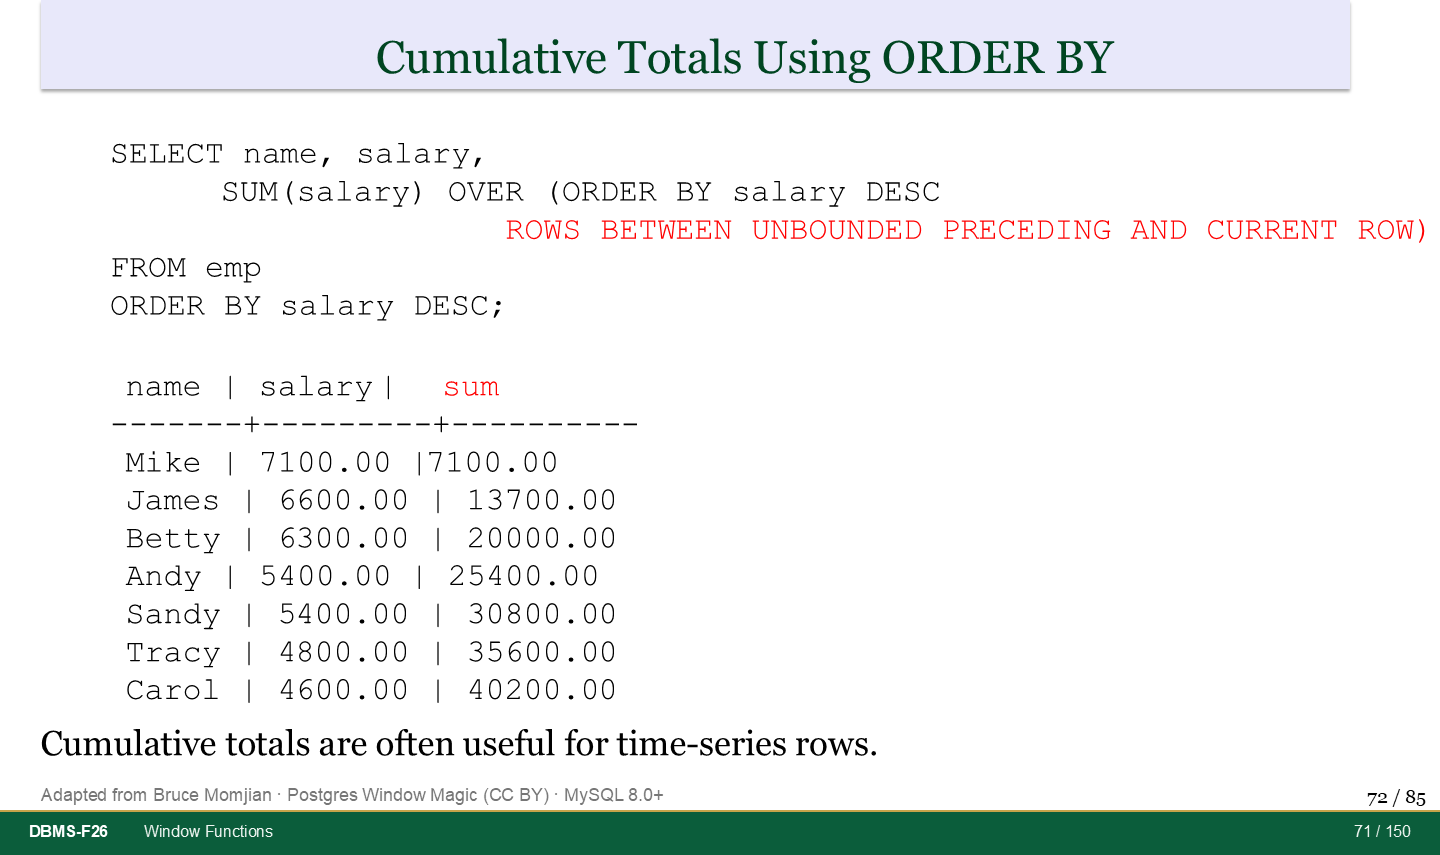 Cumulative Totals Using ORDER BY
SELECT name, salary,
SUM(salary) OVER (ORDER BY salary DESC
ROWS BETWEEN UNBOUNDED PRECEDING AND CURRENT ROW)
FROM emp
ORDER BY salary DESC;
name | salary | sum
-------+---------+----------
Mike | 7100.00 |7100.00
James | 6600.00 | 13700.00
Betty | 6300.00 | 20000.00
Andy | 5400.00 | 25400.00
Sandy | 5400.00 | 30800.00
Tracy | 4800.00 | 35600.00
Carol | 4600.00 | 40200.00
Cumulative totals are often useful for time-series rows.
Adapted from Bruce Momjian · Postgres Window Magic (CC BY) · MySQL 8.0+
72 / 85
DBMS-F26 Window Functions 71 / 150